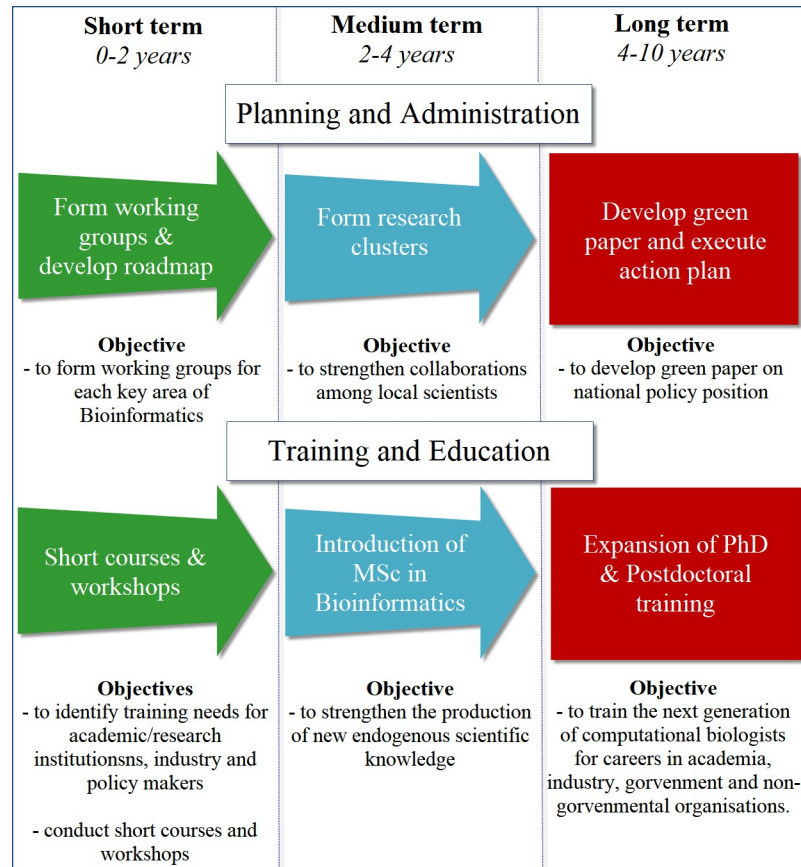 Short term
0-2 years
Medium term
2-4 years
Long term
4-10 years
Planning and Administration
Form working
groups &
develop roadmap
Form research
clusters
Develop green
paper and execute
action plan
Objective
- to form working groups for
each key area of
Bioinformatics
Objective
- to strengthen collaborations
among local scientists
Objective
- to develop green paper on
national policy position
Training and Education
Short courses &
workshops
Introduction of
MSc in
Bioinformatics
Expansion of PhD
& Postdoctoral
training
Objectives
- to identify training needs for
academic/research
institutionsns, industry and
policy makers
- conduct short courses and
workshops
Objective
- to strengthen the production
of new endogenous scientific
knowledge
Objective
- to train the next generation
of computational biologists
for careers in academia,
industry, gorvenment and non-
gorvenmental organisations.